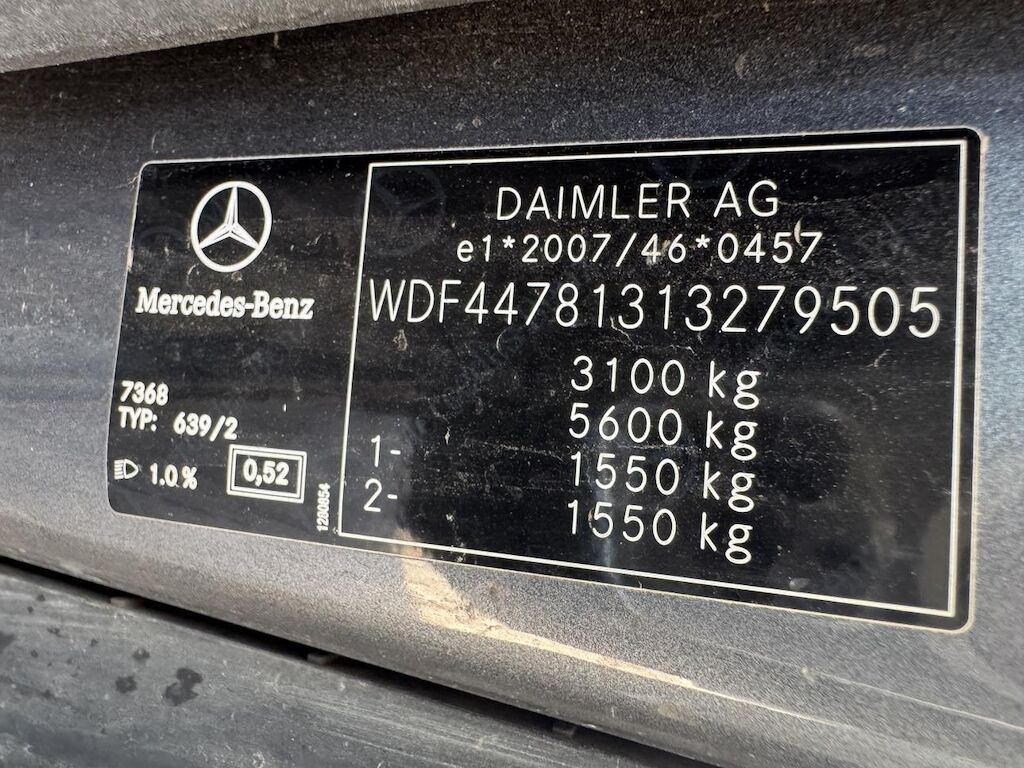 Mercedes-Benz
7368
TYP: 639/2
1.0 %
0,52
1280854
DAIMLER AG
e1*2007/46*0457
WDF44781313279505
3100 kg
5600 kg
1- 1550 kg
2- 1550 kg